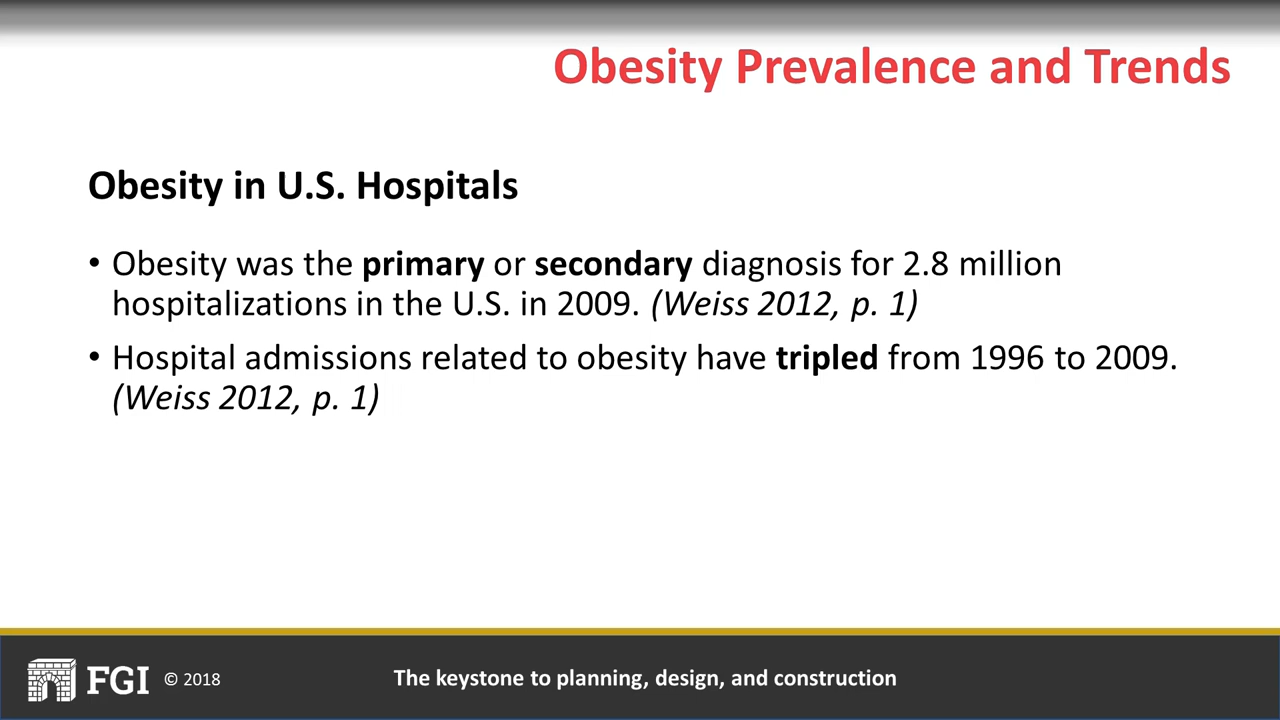 Obesity Prevalence and Trends
Obesity in U.S. Hospitals
• Obesity was the primary or secondary diagnosis for 2.8 million
hospitalizations in the U.S. in 2009. (Weiss 2012, p. 1)
• Hospital admissions related to obesity have tripled from 1996 to 2009.
(Weiss 2012, p. 1)
FGI © 2018
The keystone to planning, design, and construction